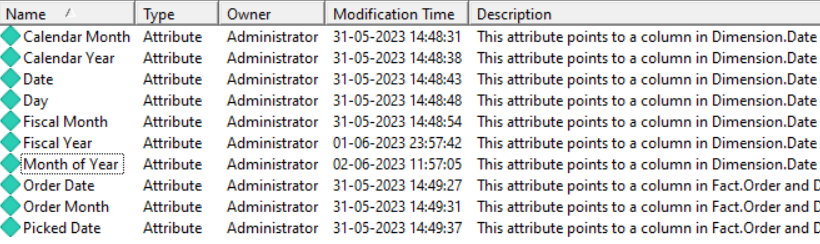 Name Type Owner Modification Time Description
Calendar Month Attribute Administrator 31-05-2023 14:48:31 This attribute points to a column in Dimension.Date
Calendar Year Attribute Administrator 31-05-2023 14:48:38 This attribute points to a column in Dimension.Date
Date Attribute Administrator 31-05-2023 14:48:43 This attribute points to a column in Dimension.Date
Day Attribute Administrator 31-05-2023 14:48:48 This attribute points to a column in Dimension.Date
Fiscal Month Attribute Administrator 31-05-2023 14:48:54 This attribute points to a column in Dimension.Date
Fiscal Year Attribute Administrator 01-06-2023 23:57:42 This attribute points to a column in Dimension.Date
Month of Year Attribute Administrator 02-06-2023 11:57:05 This attribute points to a column in Dimension.Date
Order Date Attribute Administrator 31-05-2023 14:49:27 This attribute points to a column in Fact.Order and D
Order Month Attribute Administrator 31-05-2023 14:49:31 This attribute points to a column in Fact.Order and D
Picked Date Attribute Administrator 31-05-2023 14:49:37 This attribute points to a column in Fact.Order and D